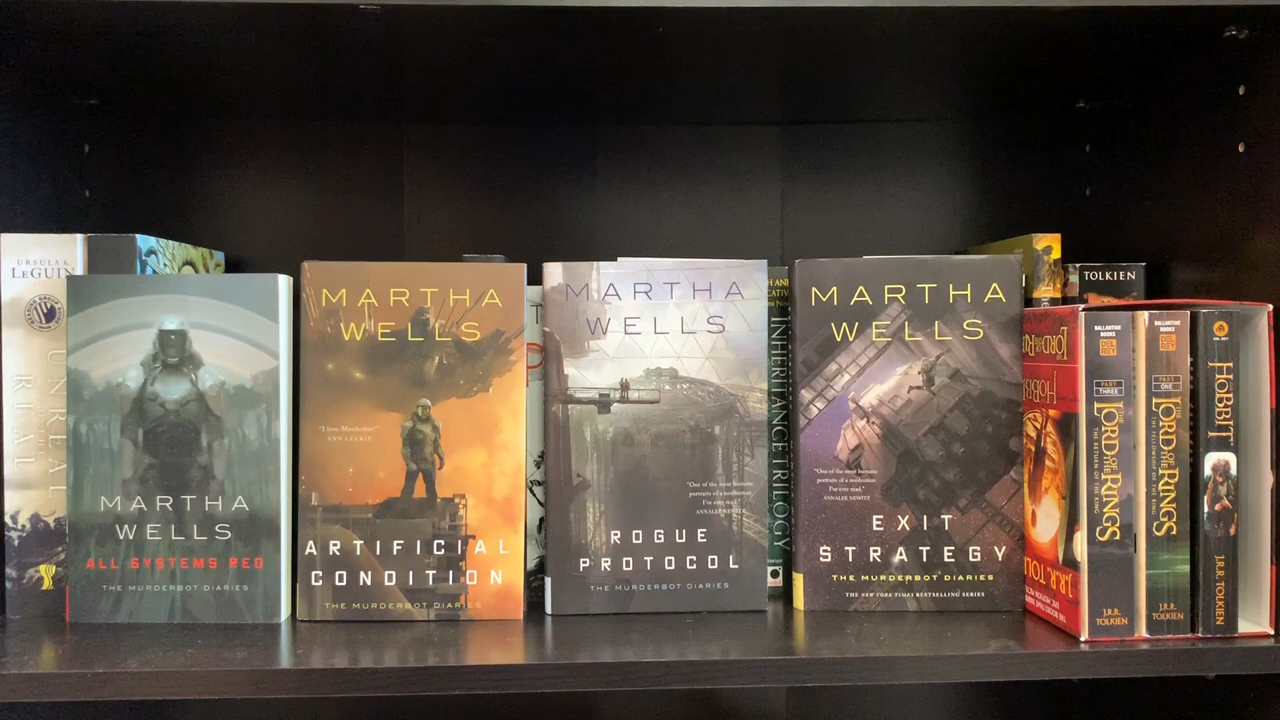 URSULA K.
LEGUIN
UNREAL
REAL
MARTHA
WELLS
ALL SYSTEMS RED
THE MURDERBOT DIARIES
MARTHA
WELLS
"I love Murderbot!"
ANN LECKIE
ARTIFICIAL
CONDITION
THE MURDERBOT DIARIES
MARTHA
WELLS
"One of the most humane
portraits of a nonhuman
I've ever read."
ANNALEE NEWITZ
ROGUE
PROTOCOL
THE MURDERBOT DIARIES
INHERITANCE TRILOGY
MARTHA
WELLS
"One of the most humane
portraits of a nonhuman
I've ever read."
ANNALEE NEWITZ
EXIT
STRATEGY
THE MURDERBOT DIARIES
THE NEW YORK TIMES BESTSELLING SERIES
TOLKIEN
LORD OF THE RINGS
HOBBIT
J.R.R. TOL
BALLANTINE
BOOKS
DEL
REY
PART
THREE
THE LORD OF THE RINGS
THE RETURN OF THE KING
J.R.R.
TOLKIEN
BALLANTINE
BOOKS
DEL
REY
PART
ONE
THE LORD OF THE RINGS
THE FELLOWSHIP OF THE RING
J.R.R.
TOLKIEN
DEL REY
THE HOBBIT
J.R.R. TOLKIEN